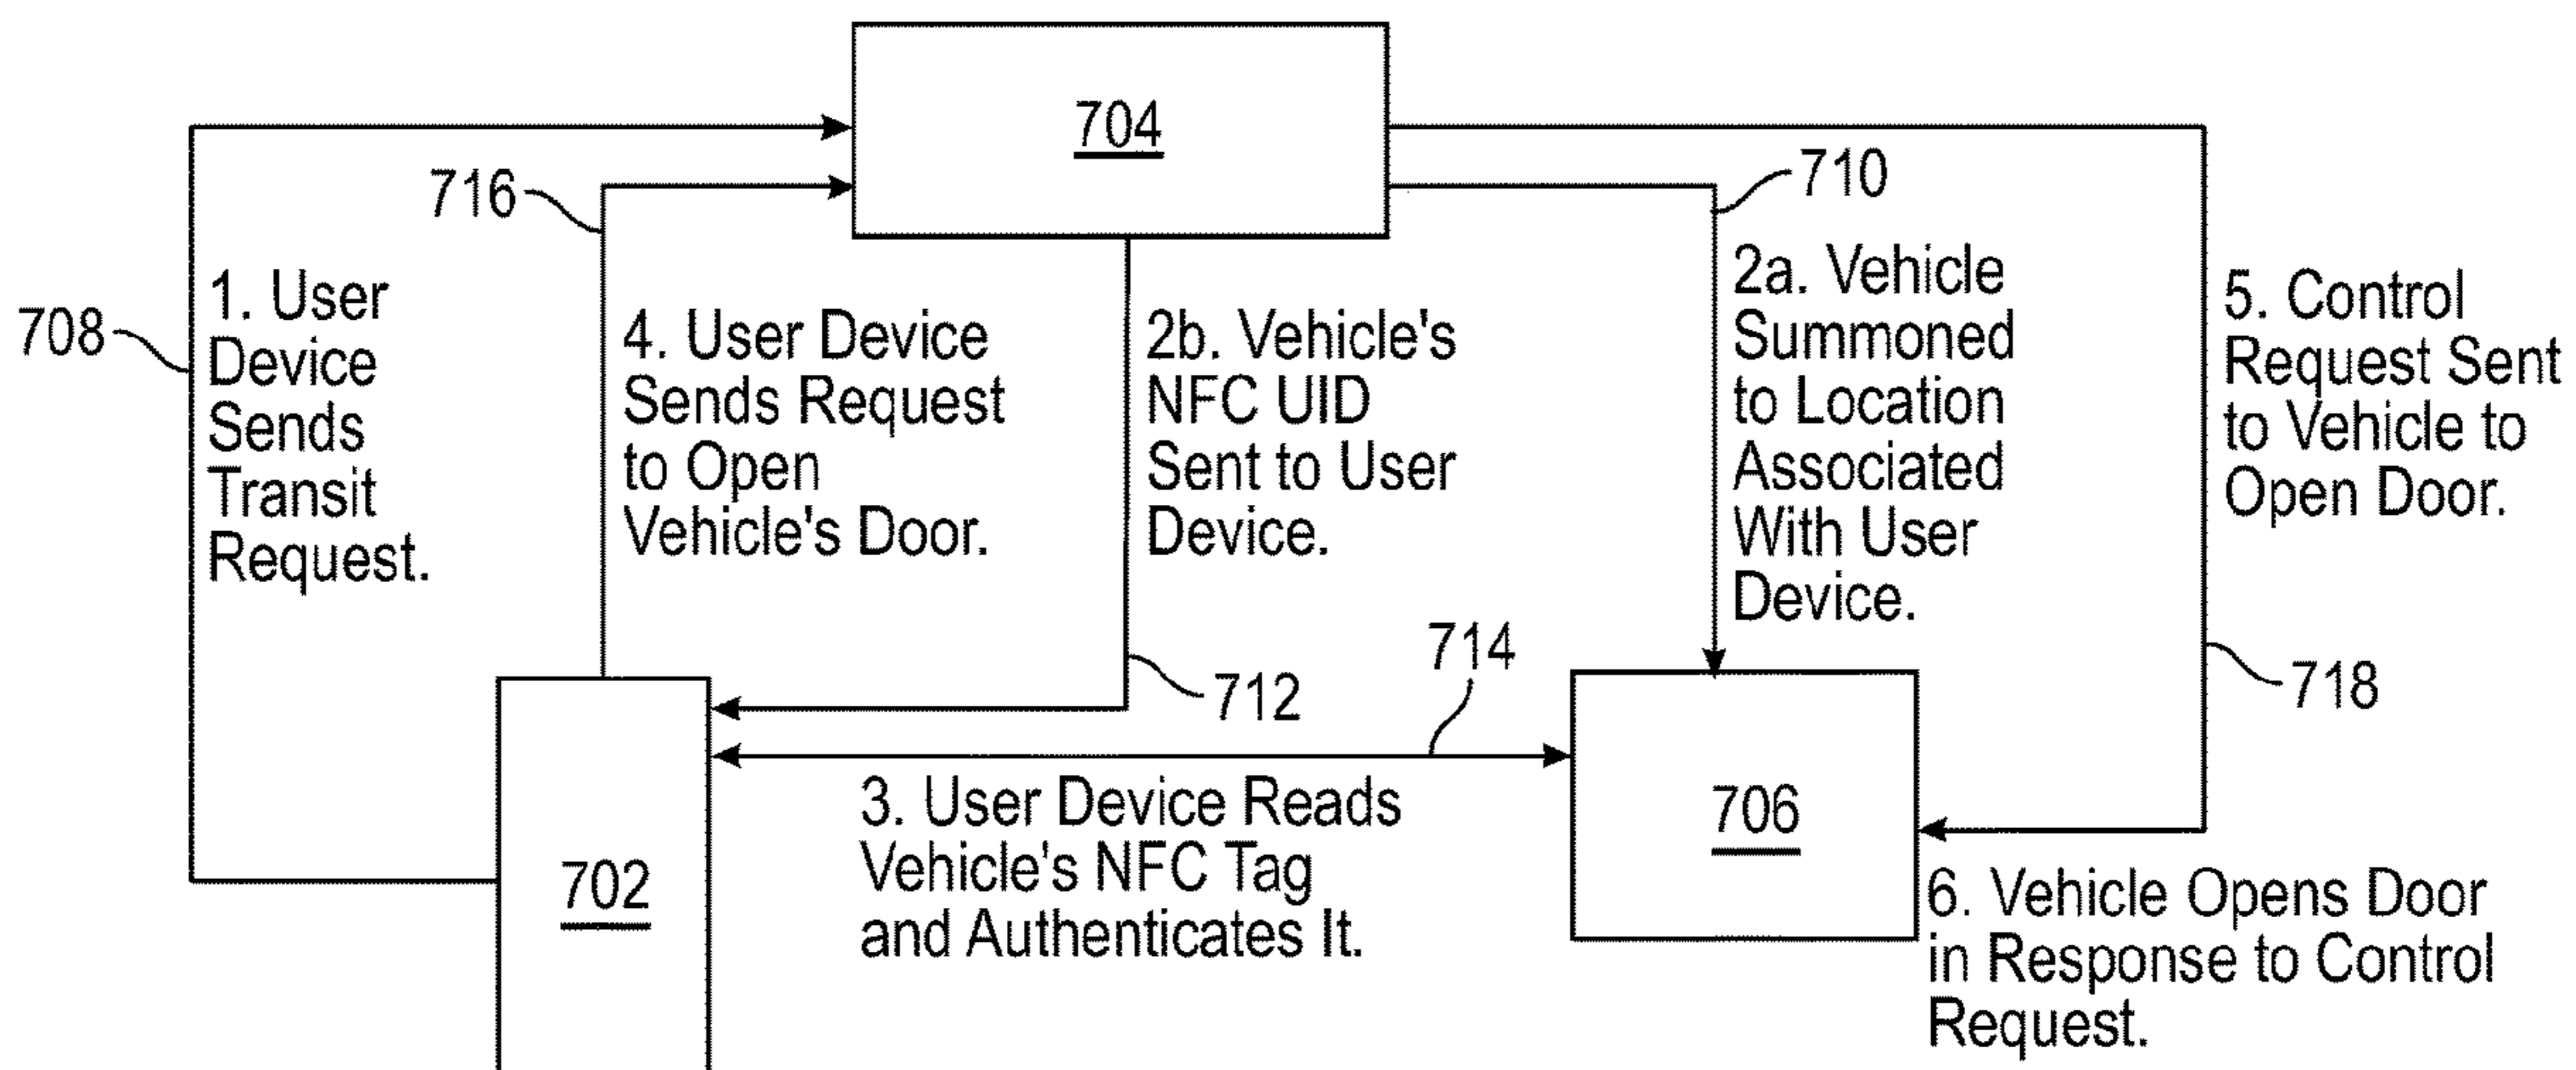 704
716
710
708
1. User
Device
Sends
Transit
Request.
4. User Device
Sends Request
to Open
Vehicle's Door.
2b. Vehicle's
NFC UID
Sent to User
Device.
2a. Vehicle
Summoned
to Location
Associated
With User
Device.
5. Control
Request Sent
to Vehicle to
Open Door.
712
714
718
702
3. User Device Reads
Vehicle's NFC Tag
and Authenticates It.
706
6. Vehicle Opens Door
in Response to Control
Request.